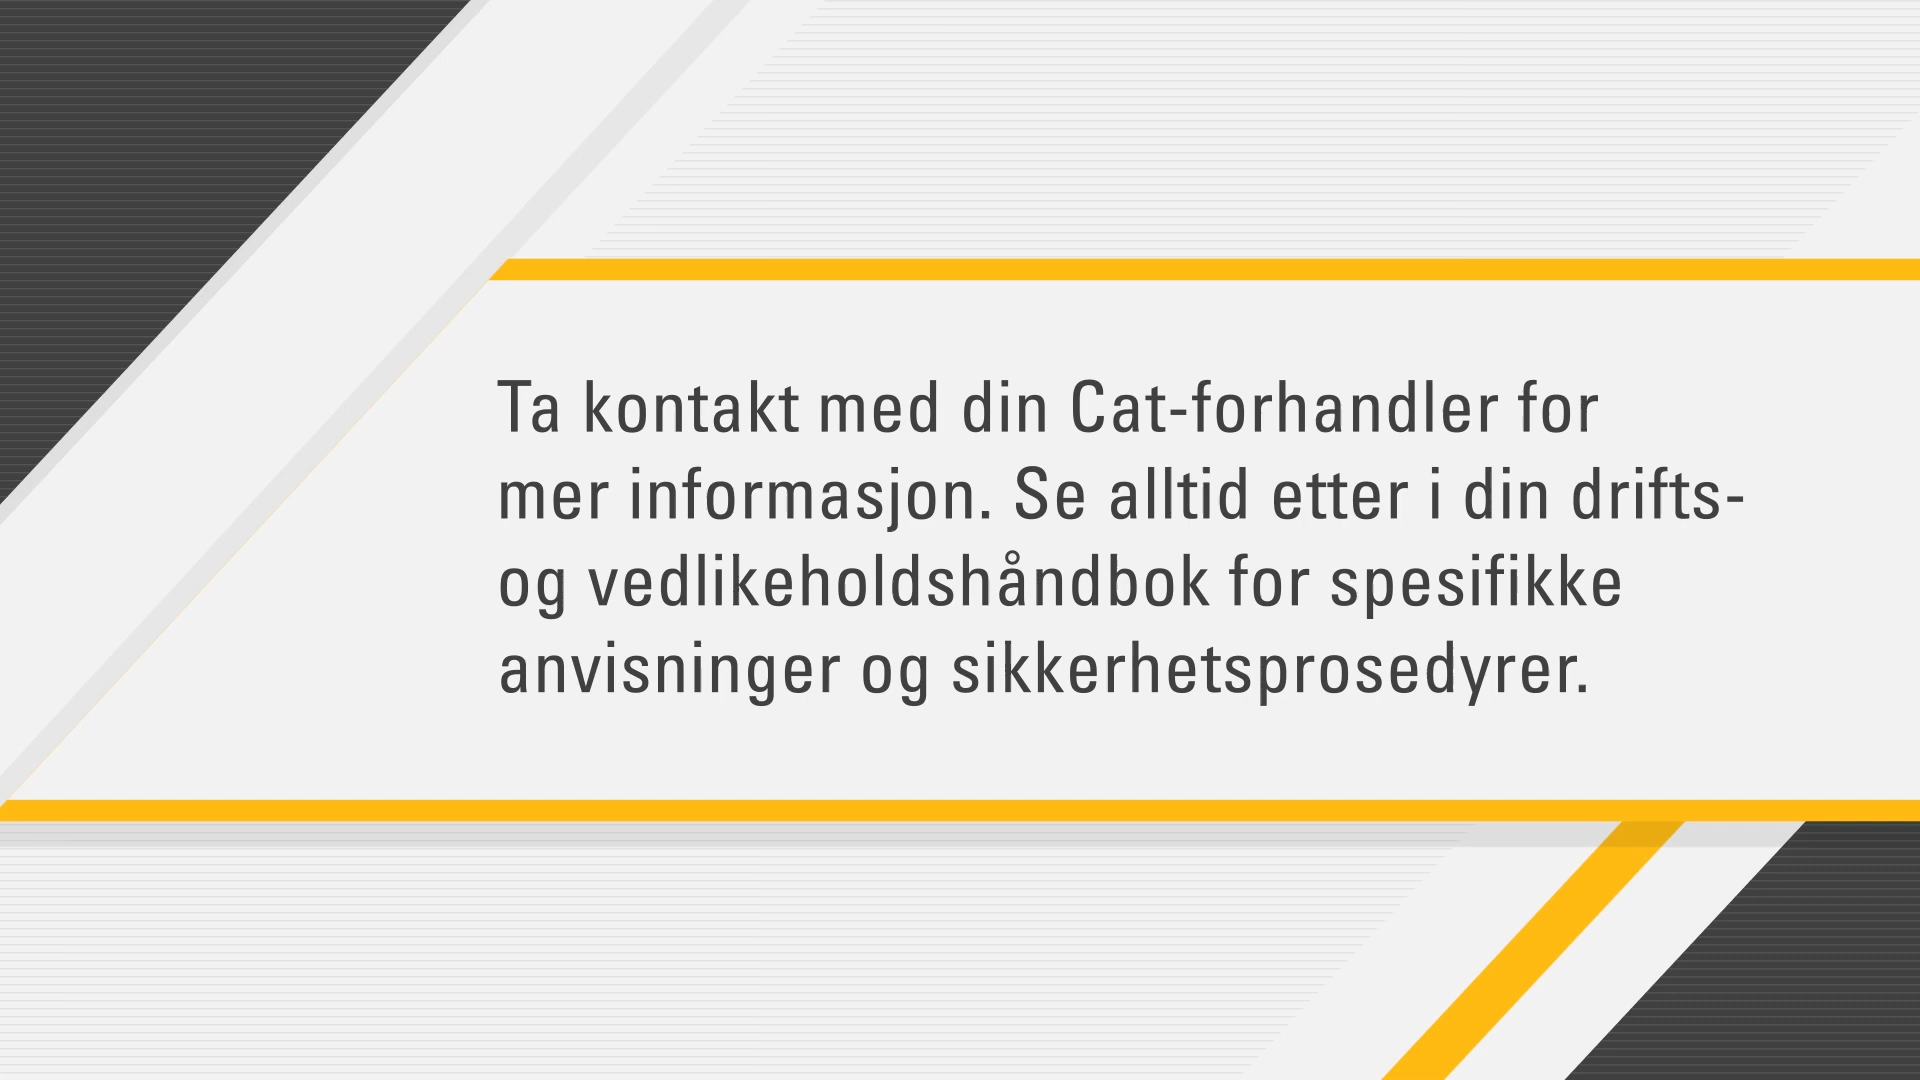 Ta kontakt med din Cat-forhandler for
mer informasjon. Se alltid etter i din drifts-
og vedlikeholdshåndbok for spesifikke
anvisninger og sikkerhetsprosedyrer.